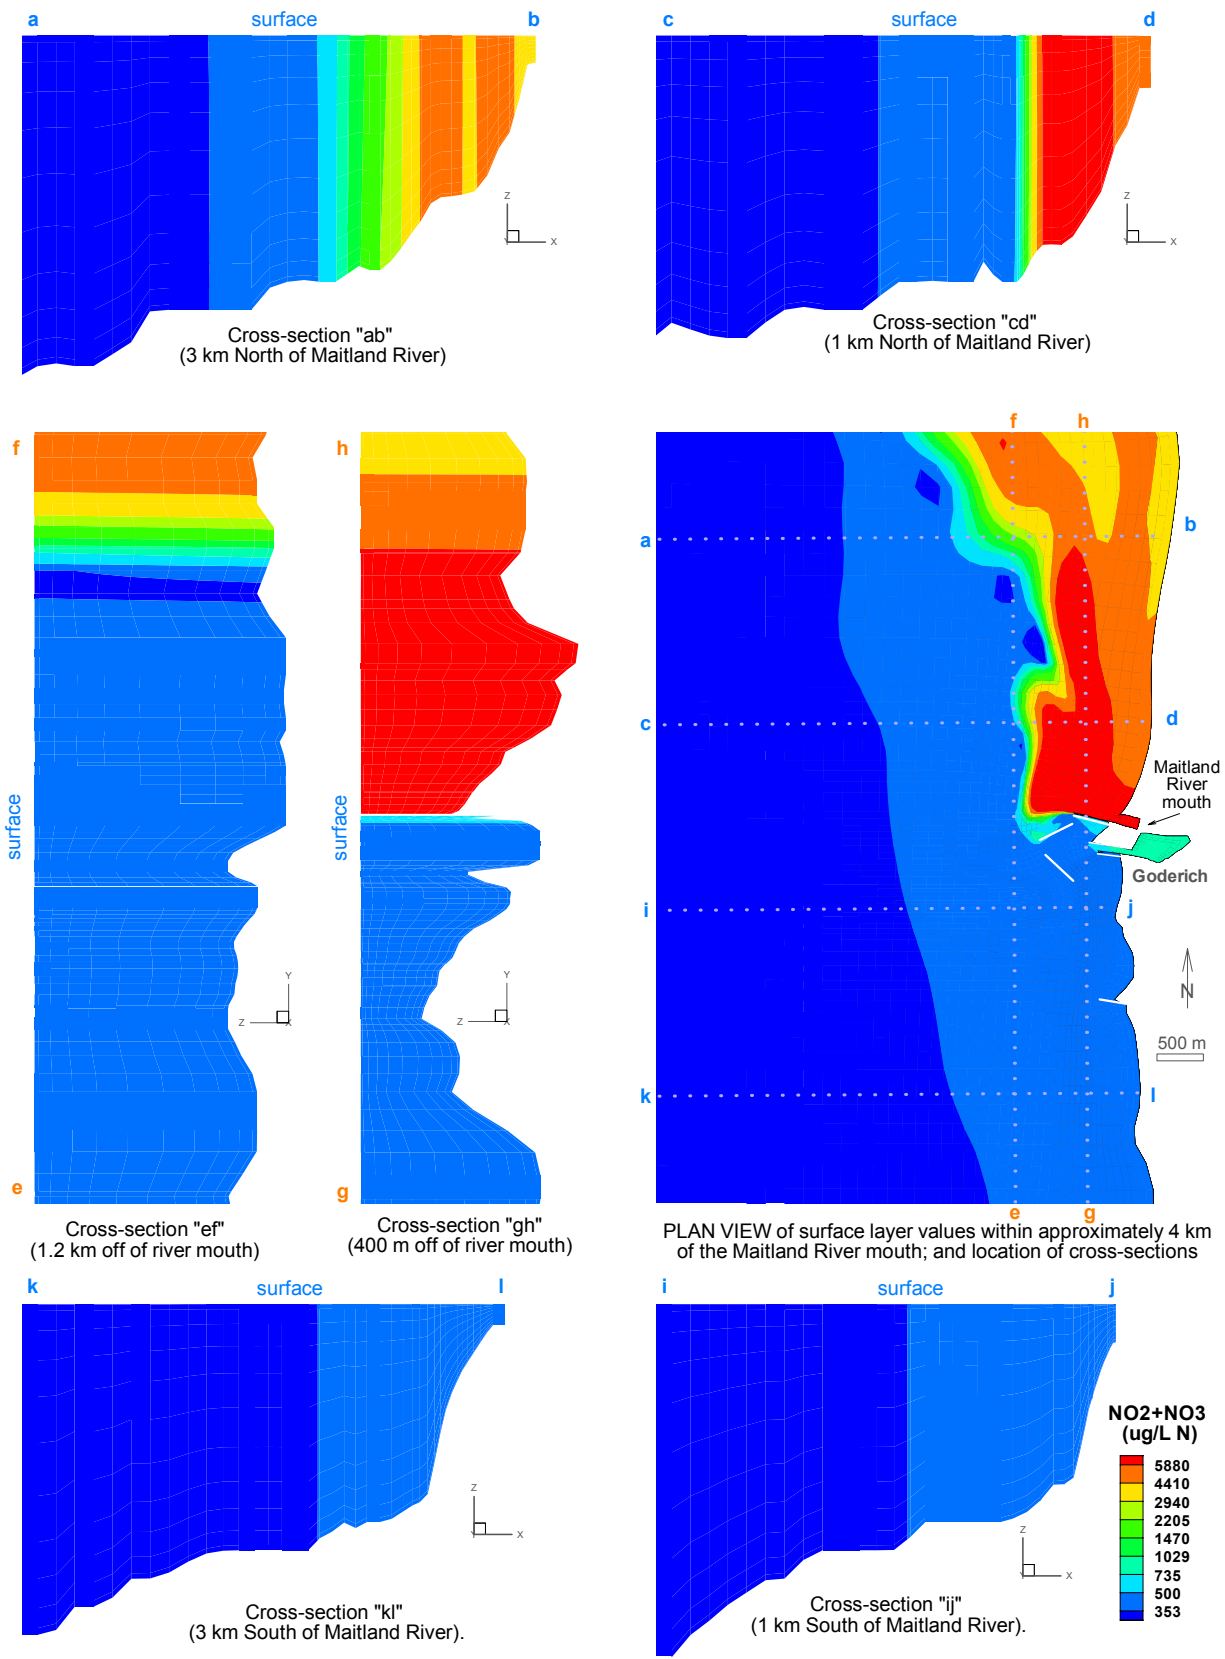 a surface b
c surface d
Z
X
Y
Z
X
Y
Cross-section "ab"
(3 km North of Maitland River)
Cross-section "cd"
(1 km North of Maitland River)
f
surface
e
Y
Z
X
Cross-section "ef"
(1.2 km off of river mouth)
h
surface
g
Y
Z
X
Cross-section "gh"
(400 m off of river mouth)
f h
a b
c d
Maitland
River
mouth
Goderich
i j
N
500 m
k l
e g
PLAN VIEW of surface layer values within approximately 4 km
of the Maitland River mouth; and location of cross-sections
k surface l
Z
X
Y
Cross-section "kl"
(3 km South of Maitland River).
i surface j
Z
X
Y
Cross-section "ij"
(1 km South of Maitland River).
NO2+NO3
(ug/L N)
5880
4410
2940
2205
1470
1029
735
500
353